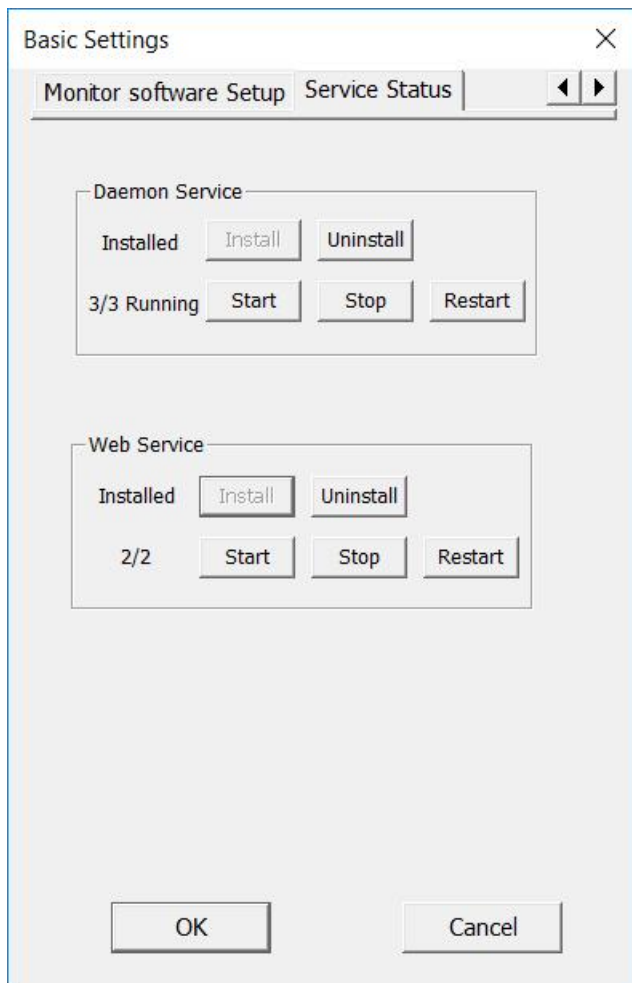 Basic Settings
Monitor software Setup Service Status
Daemon Service
Installed Install Uninstall
3/3 Running Start Stop Restart
Web Service
Installed Install Uninstall
2/2 Start Stop Restart
OK Cancel